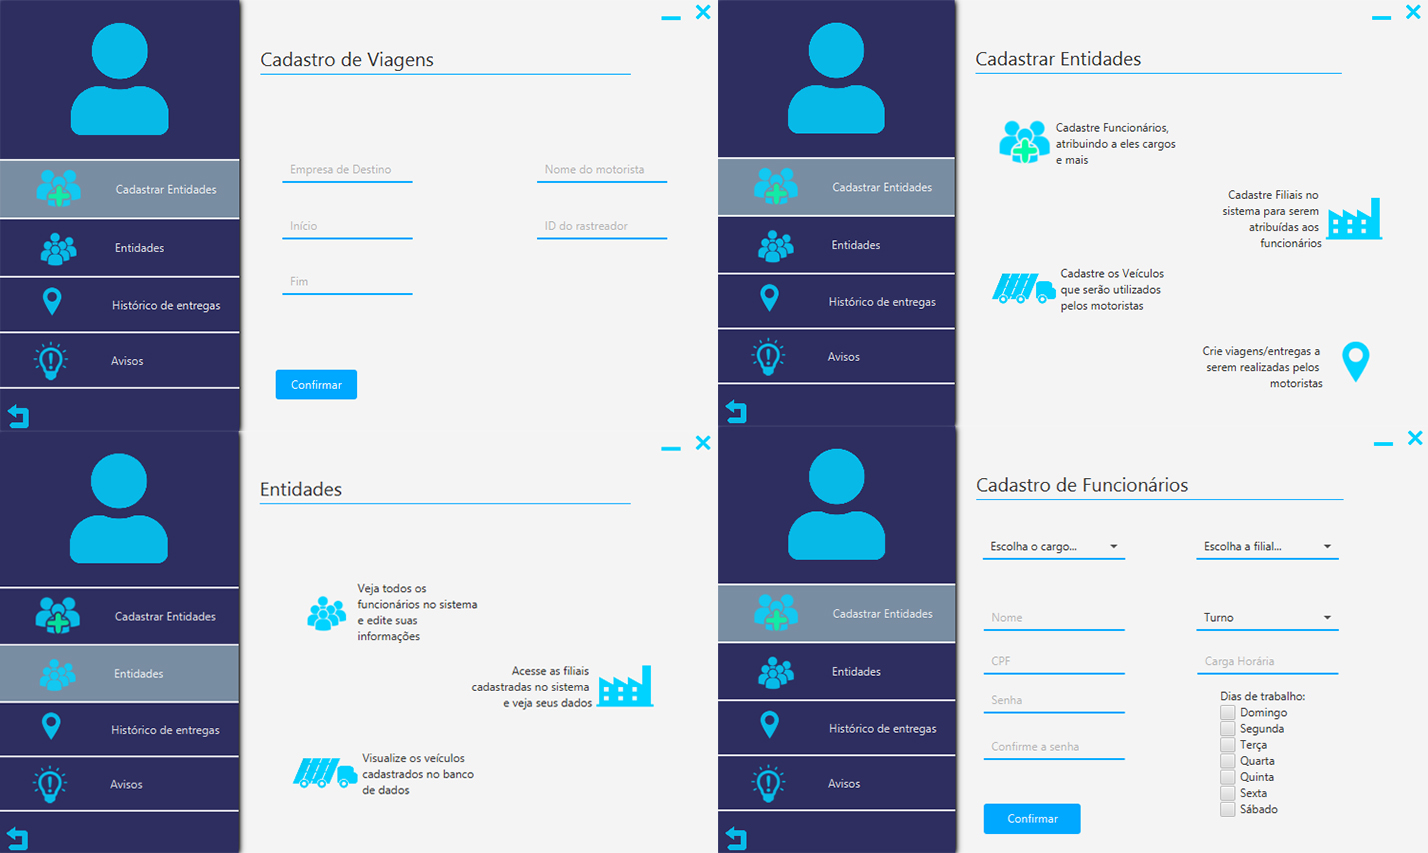 Cadastro de Viagens
Cadastrar Entidades
Entidades
Histórico de entregas
Avisos
Empresa de Destino
Nome do motorista
Início
ID do rastreador
Fim
Confirmar
Cadastrar Entidades
Cadastrar Entidades
Entidades
Histórico de entregas
Avisos
Cadastre Funcionários,
atribuindo a eles cargos
e mais
Cadastre Filiais no
sistema para serem
atribuídas aos
funcionários
Cadastre os Veículos
que serão utilizados
pelos motoristas
Crie viagens/entregas a
serem realizadas pelos
motoristas
Entidades
Cadastrar Entidades
Entidades
Histórico de entregas
Avisos
Veja todos os
funcionários no sistema
e edite suas
informações
Acesse as filiais
cadastradas no sistema
e veja seus dados
Visualize os veículos
cadastrados no banco
de dados
Cadastro de Funcionários
Cadastrar Entidades
Entidades
Histórico de entregas
Avisos
Escolha o cargo...
Escolha a filial...
Nome
Turno
CPF
Carga Horária
Senha
Confirme a senha
Dias de trabalho:
Domingo
Segunda
Terça
Quarta
Quinta
Sexta
Sábado
Confirmar